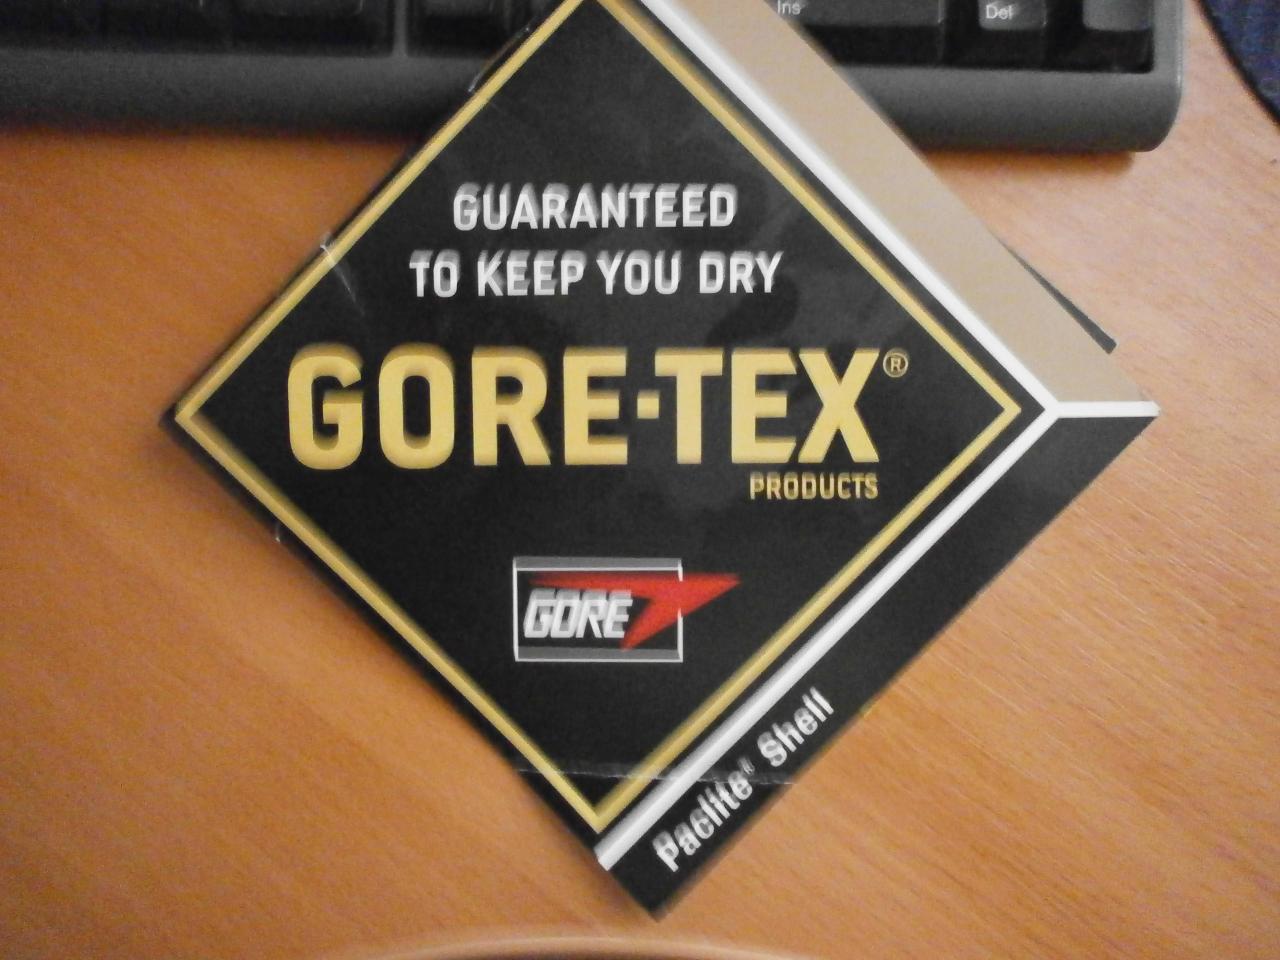 Ins
Del
GUARANTEED
TO KEEP YOU DRY
GORE-TEX®
PRODUCTS
GORE
Paclite® Shell